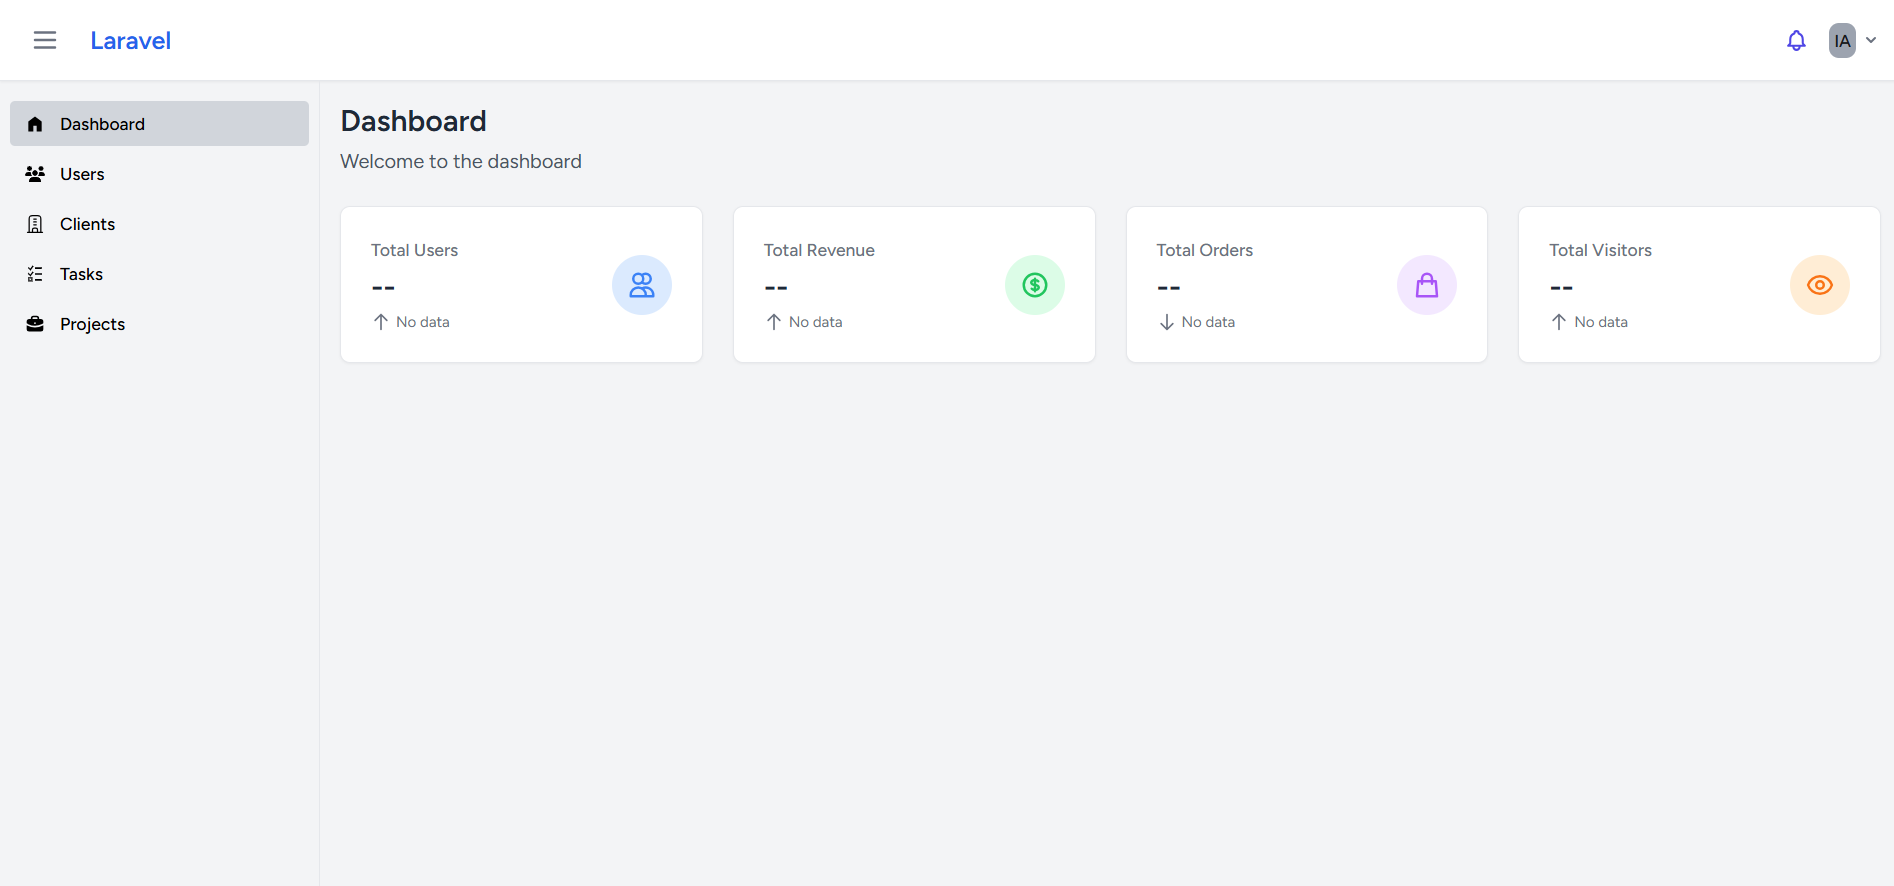 Laravel
IA
Dashboard
Users
Clients
Tasks
Projects
Dashboard
Welcome to the dashboard
Total Users
--
No data
Total Revenue
--
No data
Total Orders
--
No data
Total Visitors
--
No data